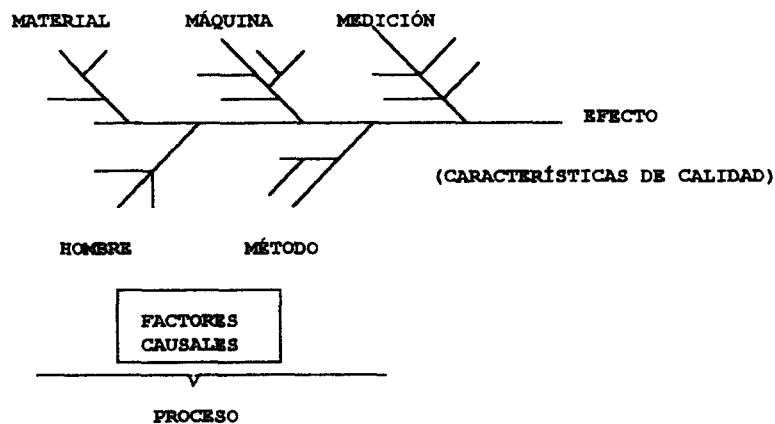 MATERIAL MÁQUINA MEDICIÓN
EFECTO
(CARACTERÍSTICAS DE CALIDAD)
HOMBRE MÉTODO
FACTORES
CAUSALES
PROCESO